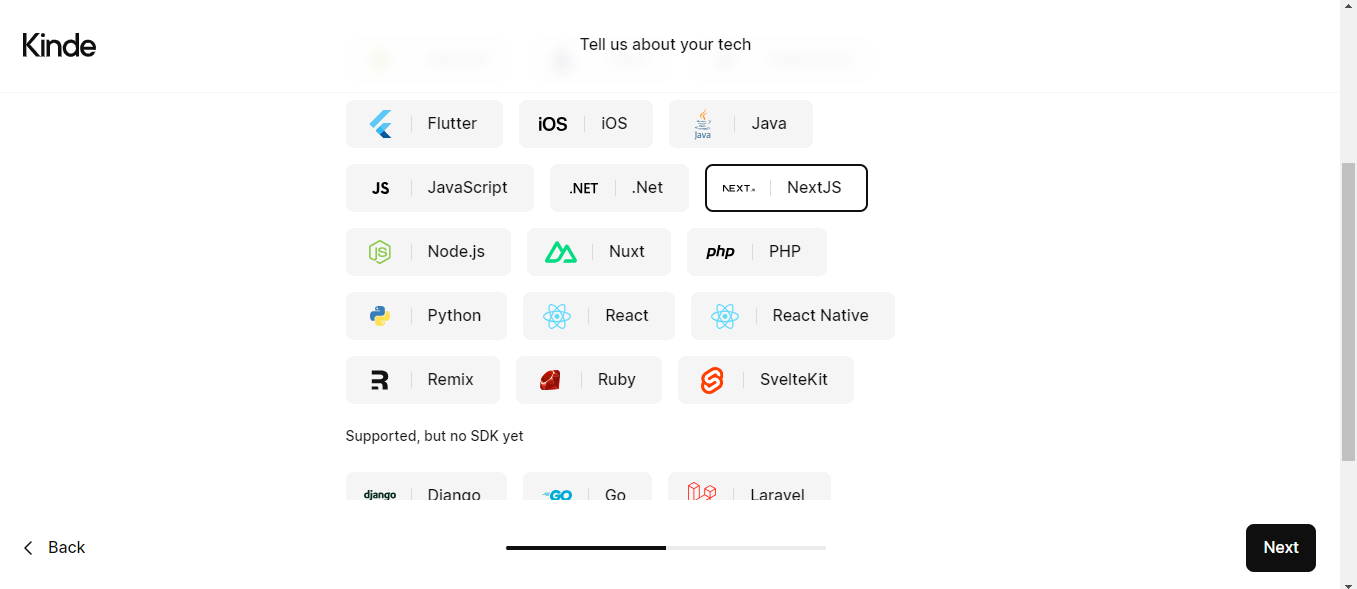 Kinde
Tell us about your tech
Flutter iOS iOS Java Java
JS JavaScript .NET .Net NEXT.JS NextJS
JS Node.js Nuxt php PHP
Python React React Native
Remix Ruby SvelteKit
Supported, but no SDK yet
django Django GO Go Laravel
Back Next